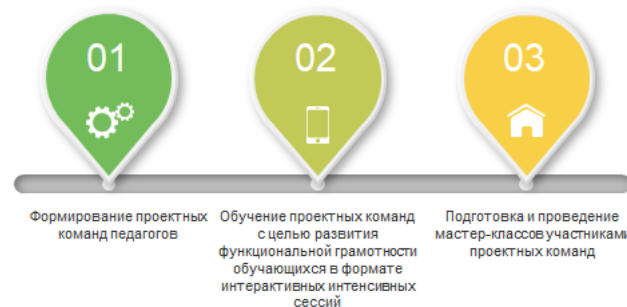 01
02
03
Формирование проектных
команд педагогов
Обучение проектных команд
с целью развития
функциональной грамотности
обучающихся в формате
интерактивных интенсивных
сессий
Подготовка и проведение
мастер-классов участниками
проектных команд